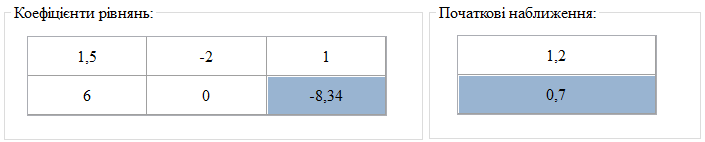 Коефіцієнти рівнянь: Початкові наближення:
1,5 -2 1 1,2
6 0 -8,34 0,7